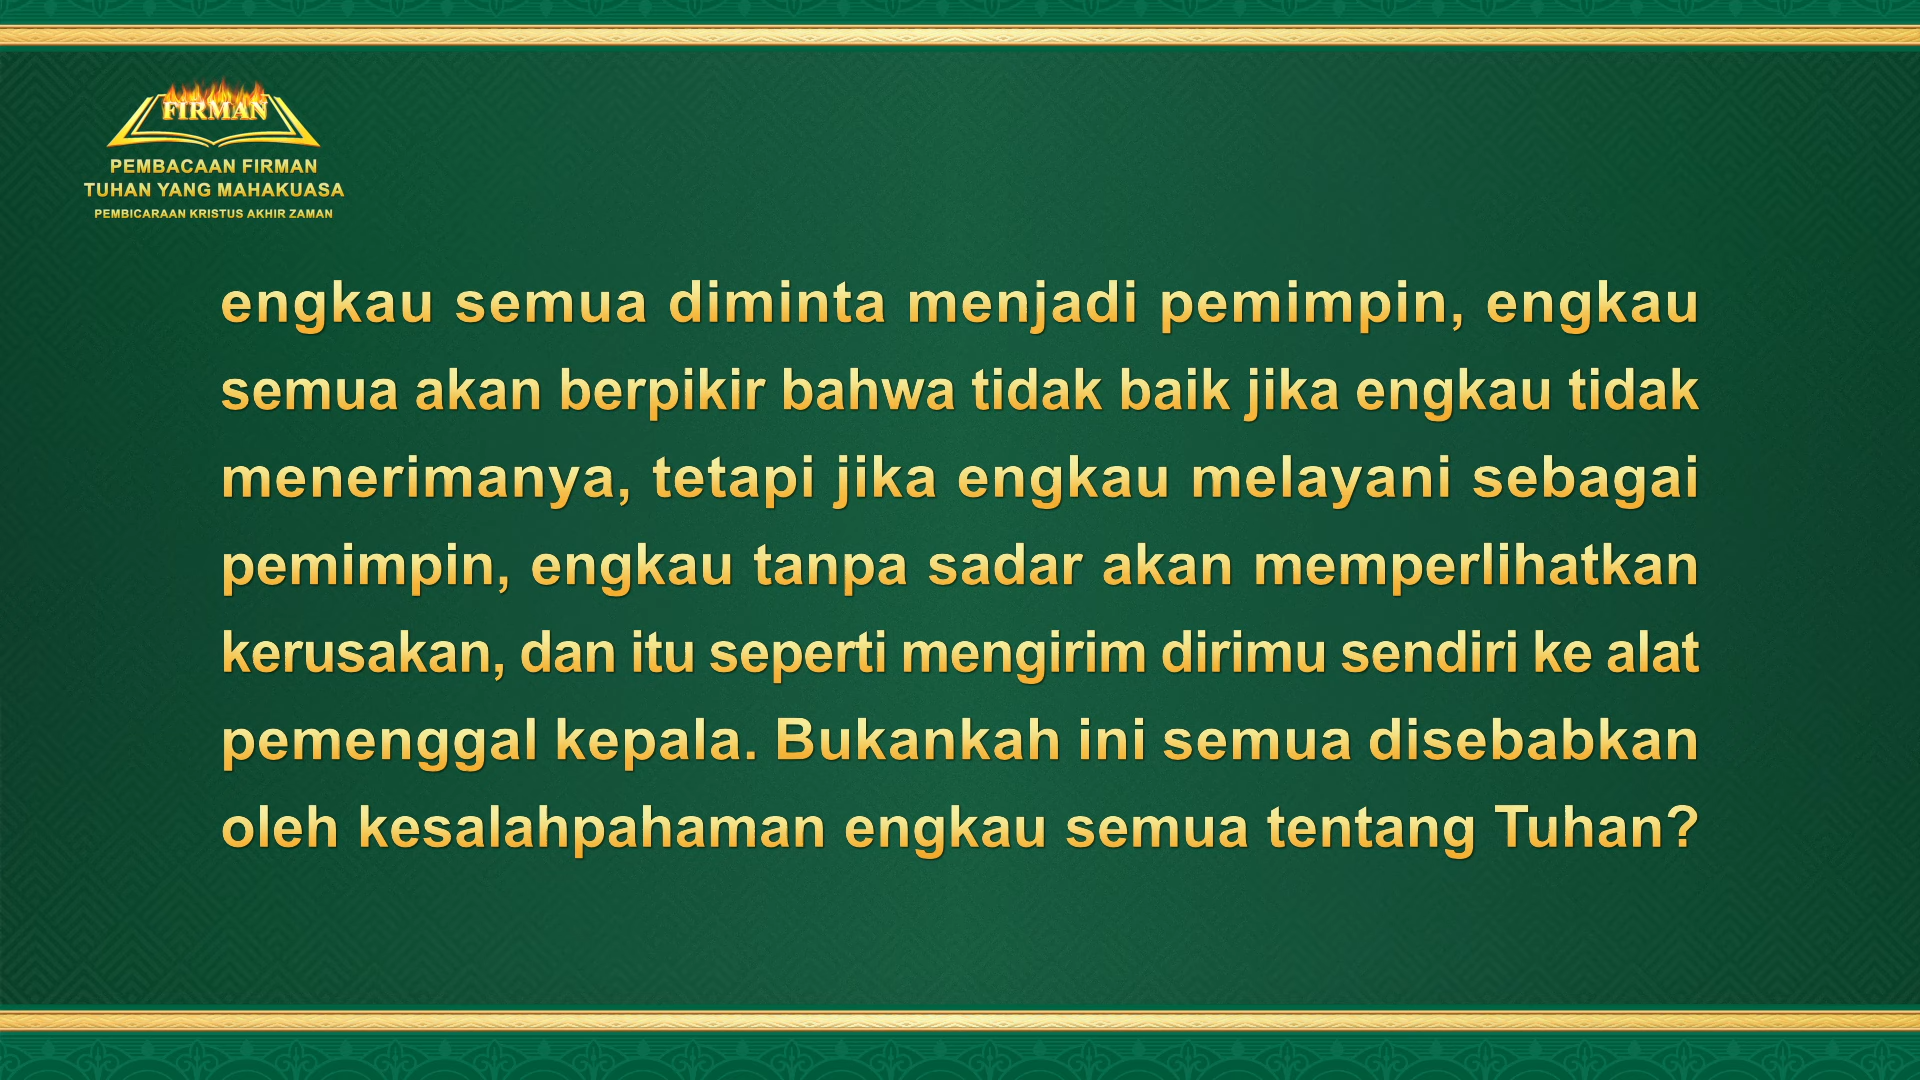 FIRMAN
PEMBACAAN FIRMAN
TUHAN YANG MAHAKUASA
PEMBICARAAN KRISTUS AKHIR ZAMAN
engkau semua diminta menjadi pemimpin, engkau
semua akan berpikir bahwa tidak baik jika engkau tidak
menerimanya, tetapi jika engkau melayani sebagai
pemimpin, engkau tanpa sadar akan memperlihatkan
kerusakan, dan itu seperti mengirim dirimu sendiri ke alat
pemenggal kepala. Bukankah ini semua disebabkan
oleh kesalahpahaman engkau semua tentang Tuhan?